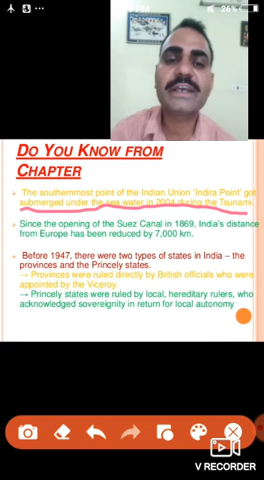 26%
DO YOU KNOW FROM
CHAPTER
➢ The southernmost point of the Indian Union 'Indira Point' got
submerged under the sea water in 2004 during the Tsunami.
➢ Since the opening of the Suez Canal in 1869, India's distance
from Europe has been reduced by 7,000 km.
➢ Before 1947, there were two types of states in India – the
provinces and the Princely states.
→ Provinces were ruled directly by British officials who were
appointed by the Viceroy.
→ Princely states were ruled by local, hereditary rulers, who
acknowledged sovereignity in return for local autonomy
V RECORDER